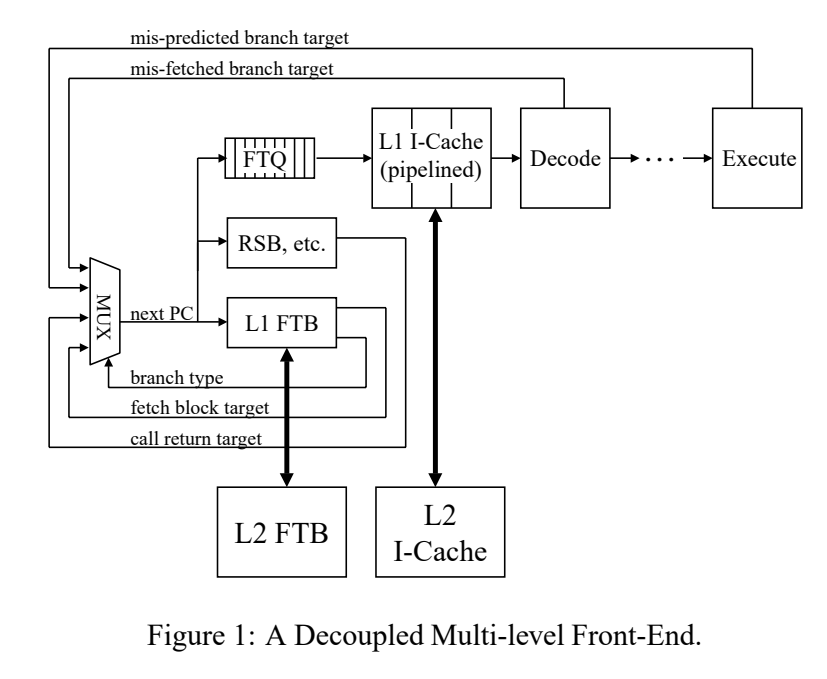 mis-predicted branch target
mis-fetched branch target
FTQ
L1 I-Cache
(pipelined)
Decode
...
Execute
RSB, etc.
MUX
next PC
L1 FTB
branch type
fetch block target
call return target
L2 FTB
L2
I-Cache
Figure 1: A Decoupled Multi-level Front-End.